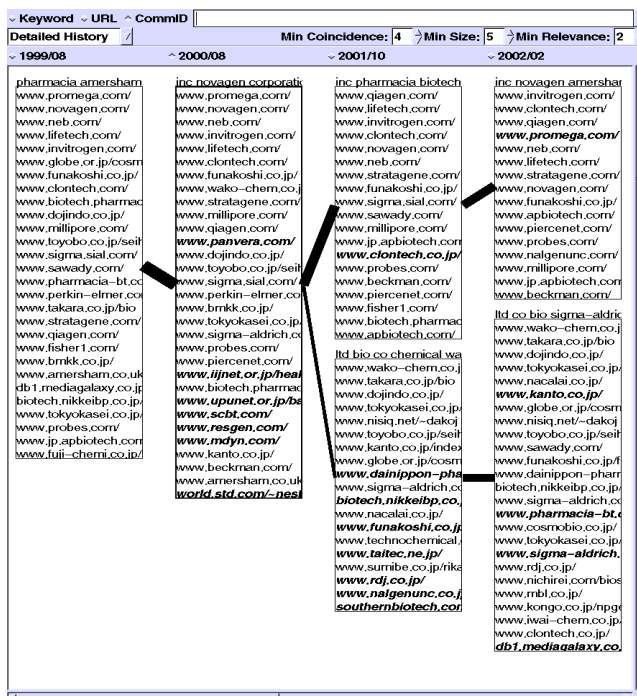 Keyword URL CommID
Detailed History Min Coincidence: 4 Min Size: 5 Min Relevance: 2
1999/08 2000/08 2001/10 2002/02
pharmacia amersham
www.promega.com/
www.novagen.com/
www.neb.com/
www.lifetech.com/
www.invitrogen.com/
www.globe.or.jp/cosm
www.funakoshi.co.jp/
www.clontech.com/
www.biotech.pharmac
www.dojindo.co.jp/
www.millipore.com/
www.toyobo.co.jp/seih
www.sigma.sial.com/
www.sawady.com/
www.pharmacia-bt.co
www.perkin-elmer.co
www.takara.co.jp/bio
www.stratagene.com/
www.qiagen.com/
www.fisher1.com/
www.brnkk.co.jp/
www.amersham.co.uk
db1.mediagalaxy.co.jp
biotech.nikkeibp.co.jp/
www.tokyokasei.co.jp/
www.probes.com/
www.jp.apbiotech.com
www.fuji-chemi.co.jp/
inc novagen corporatio
www.promega.com/
www.novagen.com/
www.neb.com/
www.invitrogen.com/
www.lifetech.com/
www.clontech.com/
www.funakoshi.co.jp/
www.wako-chem.co.j
www.stratagene.com/
www.millipore.com/
www.qiagen.com/
www.panvera.com/
www.dojindo.co.jp/
www.toyobo.co.jp/seih
www.sigma.sial.com/
www.perkin-elmer.co
www.brnkk.co.jp/
www.tokyokasei.co.jp/
www.sigma-aldrich.co
www.probes.com/
www.piercenet.com/
www.iijnet.or.jp/heal
www.biotech.pharmac
www.upunet.or.jp/bs
www.scbt.com/
www.resgen.com/
www.mdyn.com/
www.kanto.co.jp/
www.beckman.com/
www.amersham.co.uk
world.std.com/~nesl
inc pharmacia biotech
www.qiagen.com/
www.lifetech.com/
www.invitrogen.com/
www.clontech.com/
www.novagen.com/
www.neb.com/
www.stratagene.com/
www.funakoshi.co.jp/
www.sigma.sial.com/
www.sawady.com/
www.millipore.com/
www.jp.apbiotech.com
www.clontech.co.jp/
www.probes.com/
www.beckman.com/
www.piercenet.com/
www.fisher1.com/
www.biotech.pharmac
www.apbiotech.com/
ltd bio co chemical wa
www.wako-chem.co.j
www.takara.co.jp/bio
www.dojindo.co.jp/
www.tokyokasei.co.jp/
www.nisiq.net/~dakoj
www.toyobo.co.jp/seih
www.kanto.co.jp/index
www.globe.or.jp/cosm
www.dainippon-pha
www.sigma-aldrich.co
biotech.nikkeibp.co.
www.nacalai.co.jp/
www.funakoshi.co.jp
www.technochemical.
www.taitec.ne.jp/
www.sumibe.co.jp/rika
www.rdj.co.jp/
www.nalgenunc.co.jp
southernbiotech.com
inc novagen amershar
www.invitrogen.com/
www.clontech.com/
www.qiagen.com/
www.promega.com/
www.neb.com/
www.lifetech.com/
www.stratagene.com/
www.novagen.com/
www.funakoshi.co.jp/
www.apbiotech.com/
www.piercenet.com/
www.probes.com/
www.nalgenunc.com/
www.millipore.com/
www.jp.apbiotech.com
www.beckman.com/
ltd co bio sigma-aldric
www.wako-chem.co.j
www.takara.co.jp/bio
www.dojindo.co.jp/
www.tokyokasei.co.jp/
www.nacalai.co.jp/
www.kanto.co.jp/
www.globe.or.jp/cosm
www.nisiq.net/~dakoj
www.toyobo.co.jp/seih
www.sawady.com/
www.funakoshi.co.jp/f
www.dainippon-pharr
biotech.nikkeibp.co.jp/
www.sigma-aldrich.co
www.pharmacia-bt.c
www.cosmobio.co.jp/
www.tokyokasei.co.jp/
www.sigma-aldrich.
www.rdj.co.jp/
www.nichirei.com/bios
www.mbl.co.jp/
www.kongo.co.jp/npge
www.iwai-chem.co.jp/
www.clontech.co.jp/
db1.mediagalaxy.co.